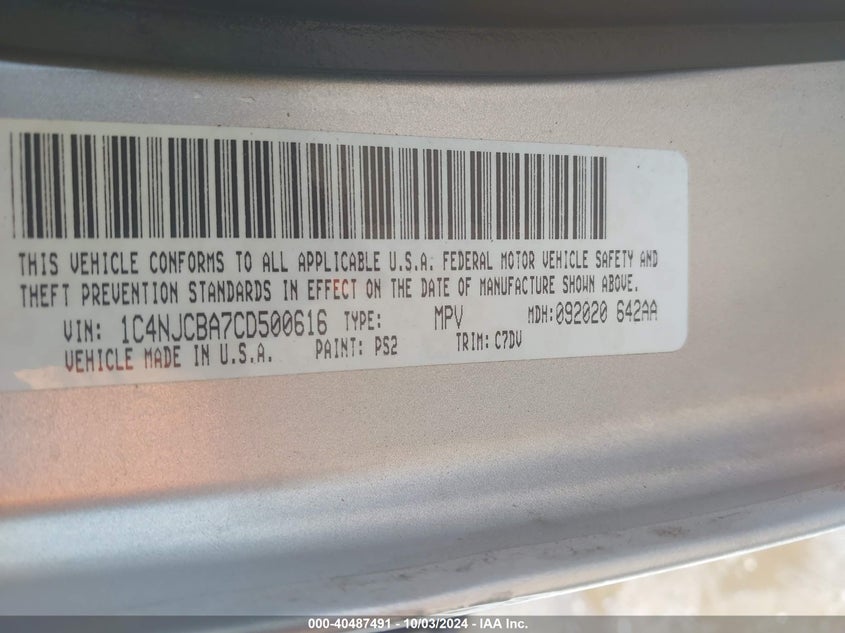 THIS VEHICLE CONFORMS TO ALL APPLICABLE U.S.A. FEDERAL MOTOR VEHICLE SAFETY AND
THEFT PREVENTION STANDARDS IN EFFECT ON THE DATE OF MANUFACTURE SHOWN ABOVE.
VIN: 1C4NJCBA7CD500616 TYPE: MPV MDH:092020 642AA
VEHICLE MADE IN U.S.A. PAINT: PS2 TRIM: C7DV
000-40487491 - 10/03/2024 - IAA Inc.